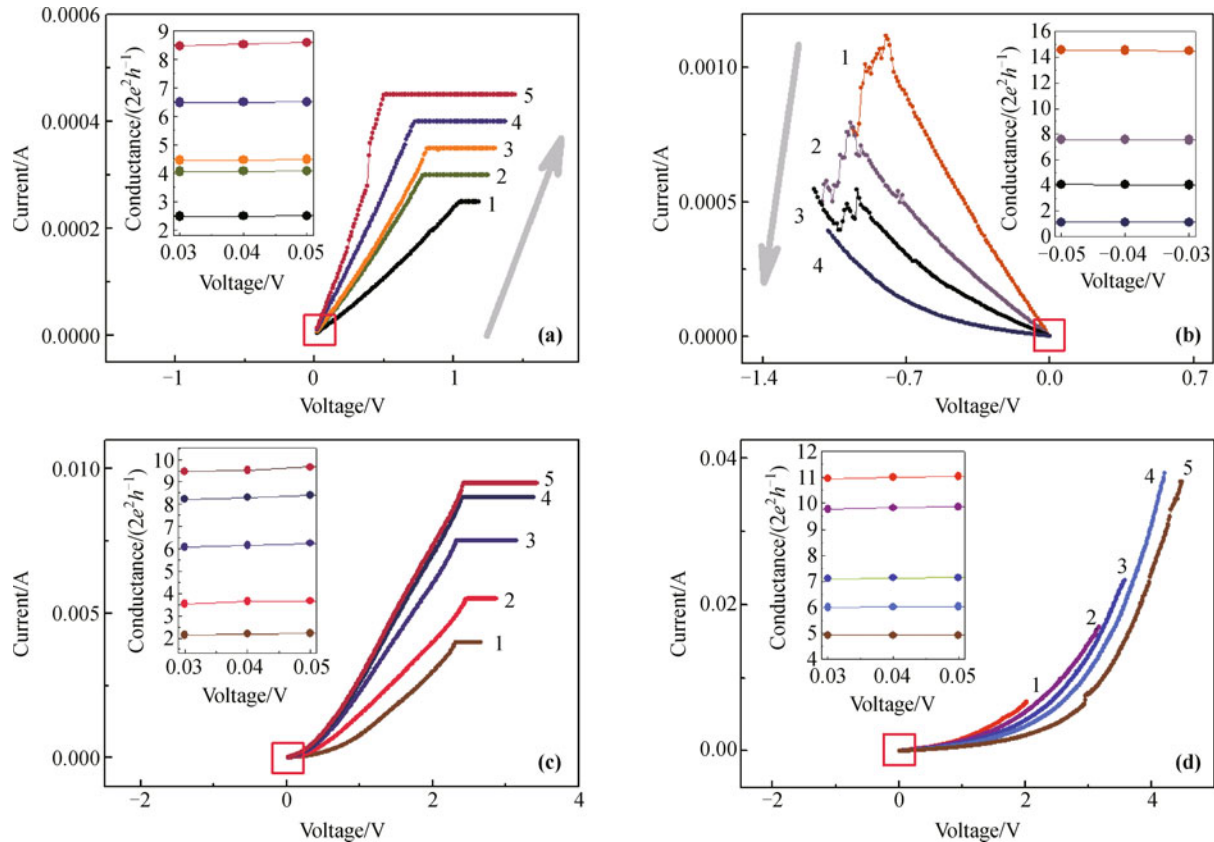 0.0006
0.0004
0.0002
0.0000
Current/A
−1
0
1
Voltage/V
9
8
7
6
5
4
3
2
Conductance/(2e²h⁻¹)
0.03 0.04 0.05
Voltage/V
5
4
3
2
1
(a)
0.0010
0.0005
0.0000
Current/A
−1.4 −0.7 0.0 0.7
Voltage/V
1
2
3
4
16
14
12
10
8
6
4
2
0
Conductance/(2e²h⁻¹)
−0.05 −0.04 −0.03
Voltage/V
(b)
0.010
0.005
0.000
Current/A
−2 0 2 4
Voltage/V
10
9
8
7
6
5
4
3
2
Conductance/(2e²h⁻¹)
0.03 0.04 0.05
Voltage/V
5
4
3
2
1
(c)
0.04
0.02
0.00
Current/A
−2 0 2 4
Voltage/V
12
11
10
9
8
7
6
5
4
Conductance/(2e²h⁻¹)
0.03 0.04 0.05
Voltage/V
4 5
3
2
1
(d)